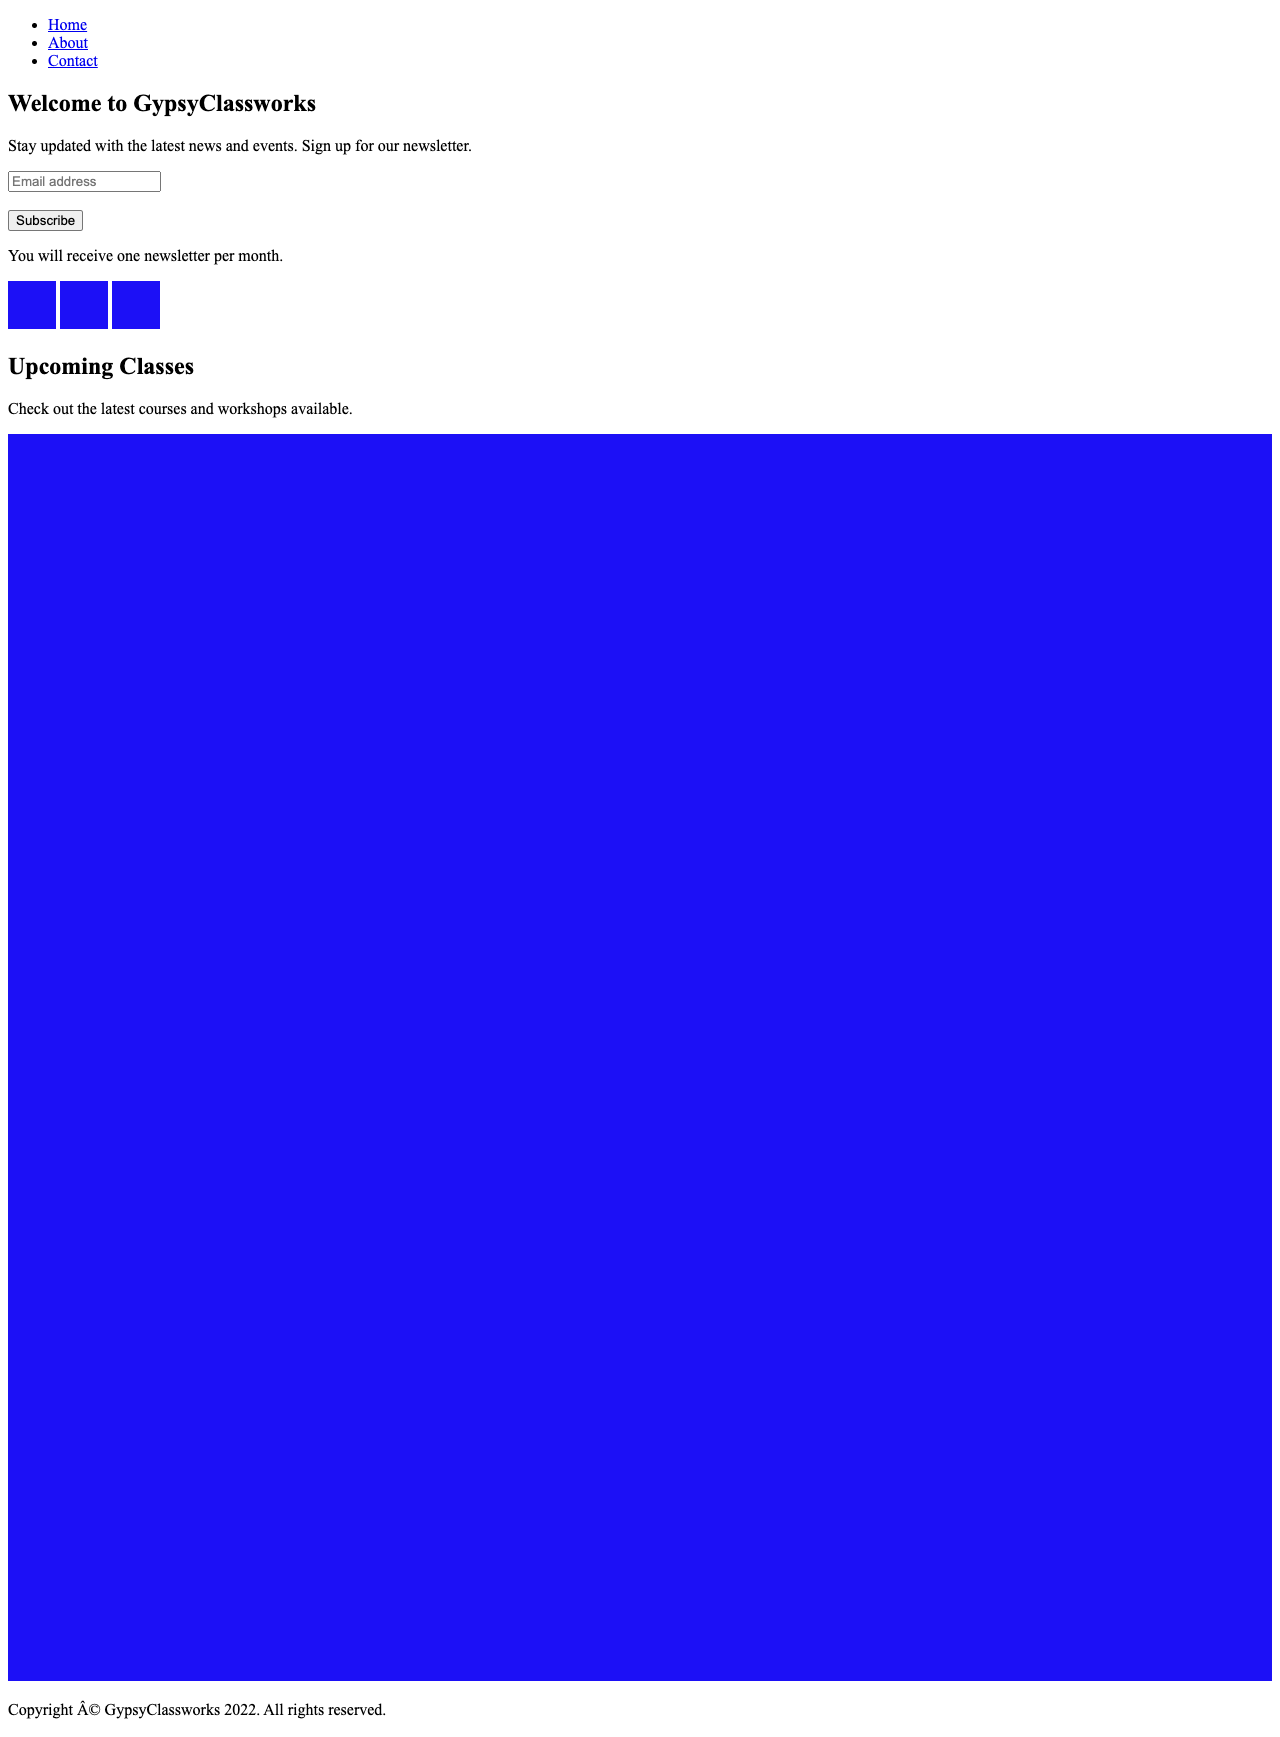 Home
About
Contact
Welcome to GypsyClassworks
Stay updated with the latest news and events. Sign up for our newsletter.
Email address
Subscribe
You will receive one newsletter per month.
Upcoming Classes
Check out the latest courses and workshops available.
Copyright Â© GypsyClassworks 2022. All rights reserved.